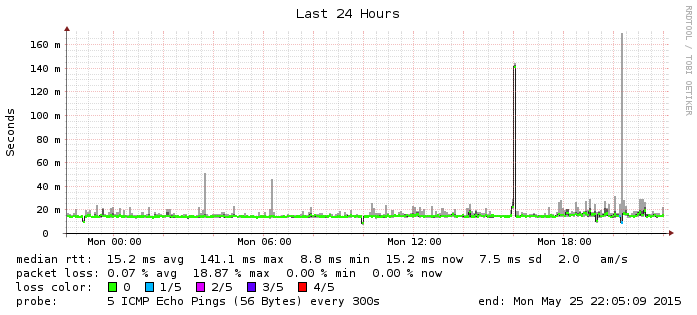 Last 24 Hours
RRDTOOL / TOBI OETIKER
Seconds
160 m
140 m
120 m
100 m
80 m
60 m
40 m
20 m
0
Mon 00:00 Mon 06:00 Mon 12:00 Mon 18:00
median rtt: 15.2 ms avg 141.1 ms max 8.8 ms min 15.2 ms now 7.5 ms sd 2.0 am/s
packet loss: 0.07 % avg 18.87 % max 0.00 % min 0.00 % now
loss color: 0 1/5 2/5 3/5 4/5
probe: 5 ICMP Echo Pings (56 Bytes) every 300s end: Mon May 25 22:05:09 2015